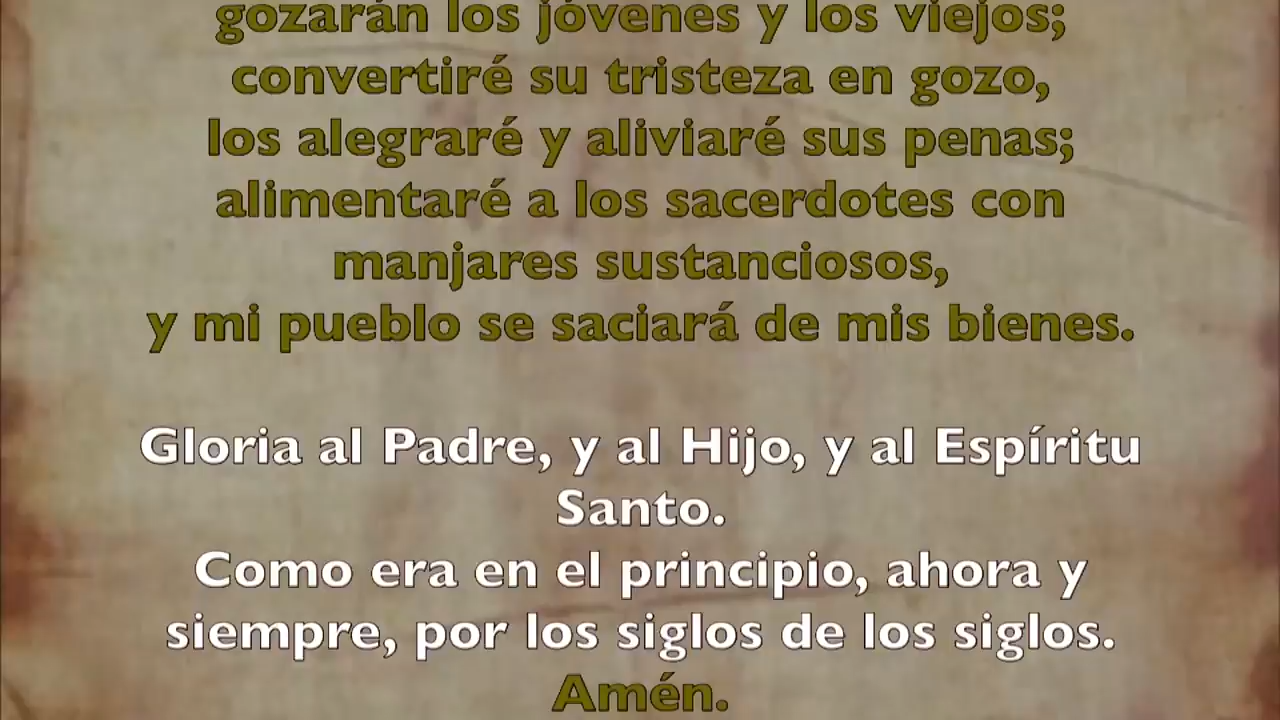 gozarán los jóvenes y los viejos;
convertiré su tristeza en gozo,
los alegraré y aliviaré sus penas;
alimentaré a los sacerdotes con
manjares sustanciosos,
y mi pueblo se saciará de mis bienes.
Gloria al Padre, y al Hijo, y al Espíritu
Santo.
Como era en el principio, ahora y
siempre, por los siglos de los siglos.
Amén.